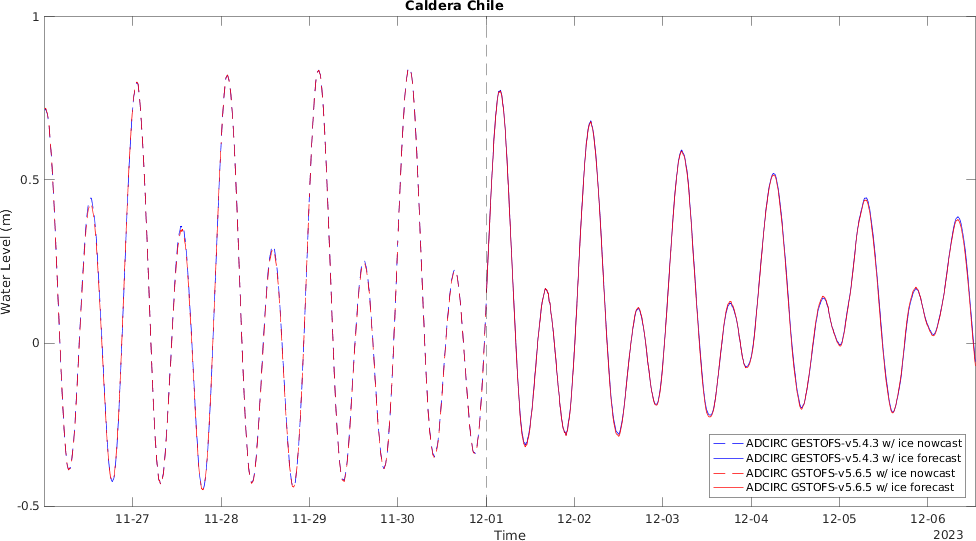 Caldera Chile
1
0.5
0
-0.5
Water Level (m)
11-27 11-28 11-29 11-30 12-01 12-02 12-03 12-04 12-05 12-06
Time
2023
ADCIRC GESTOFS-v5.4.3 w/ ice nowcast
ADCIRC GESTOFS-v5.4.3 w/ ice forecast
ADCIRC GSTOFS-v5.6.5 w/ ice nowcast
ADCIRC GSTOFS-v5.6.5 w/ ice forecast